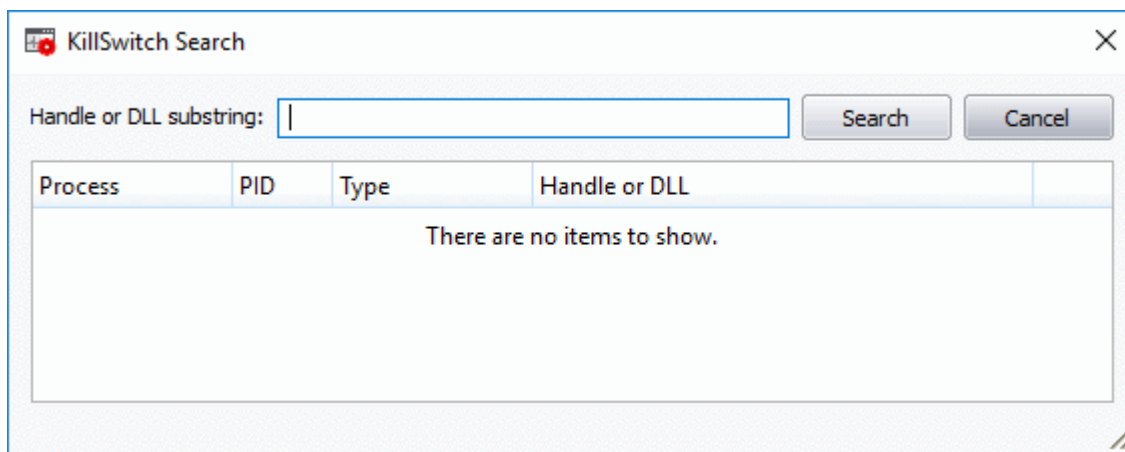 KillSwitch Search
Handle or DLL substring: Search Cancel
Process PID Type Handle or DLL
There are no items to show.